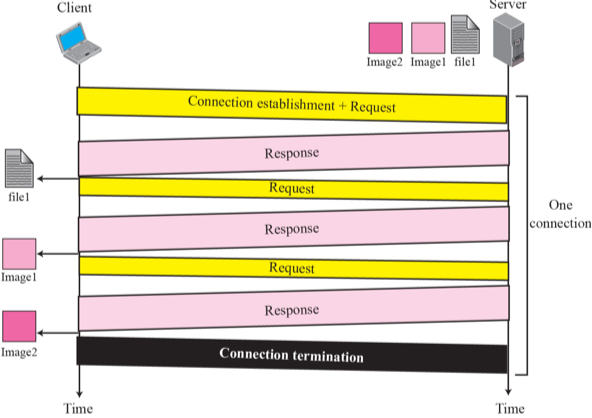 Client
Server
Image2 Image1 file1
Connection establishment + Request
Response
file1
Request
Response
One
connection
Image1
Request
Response
Image2
Connection termination
Time
Time